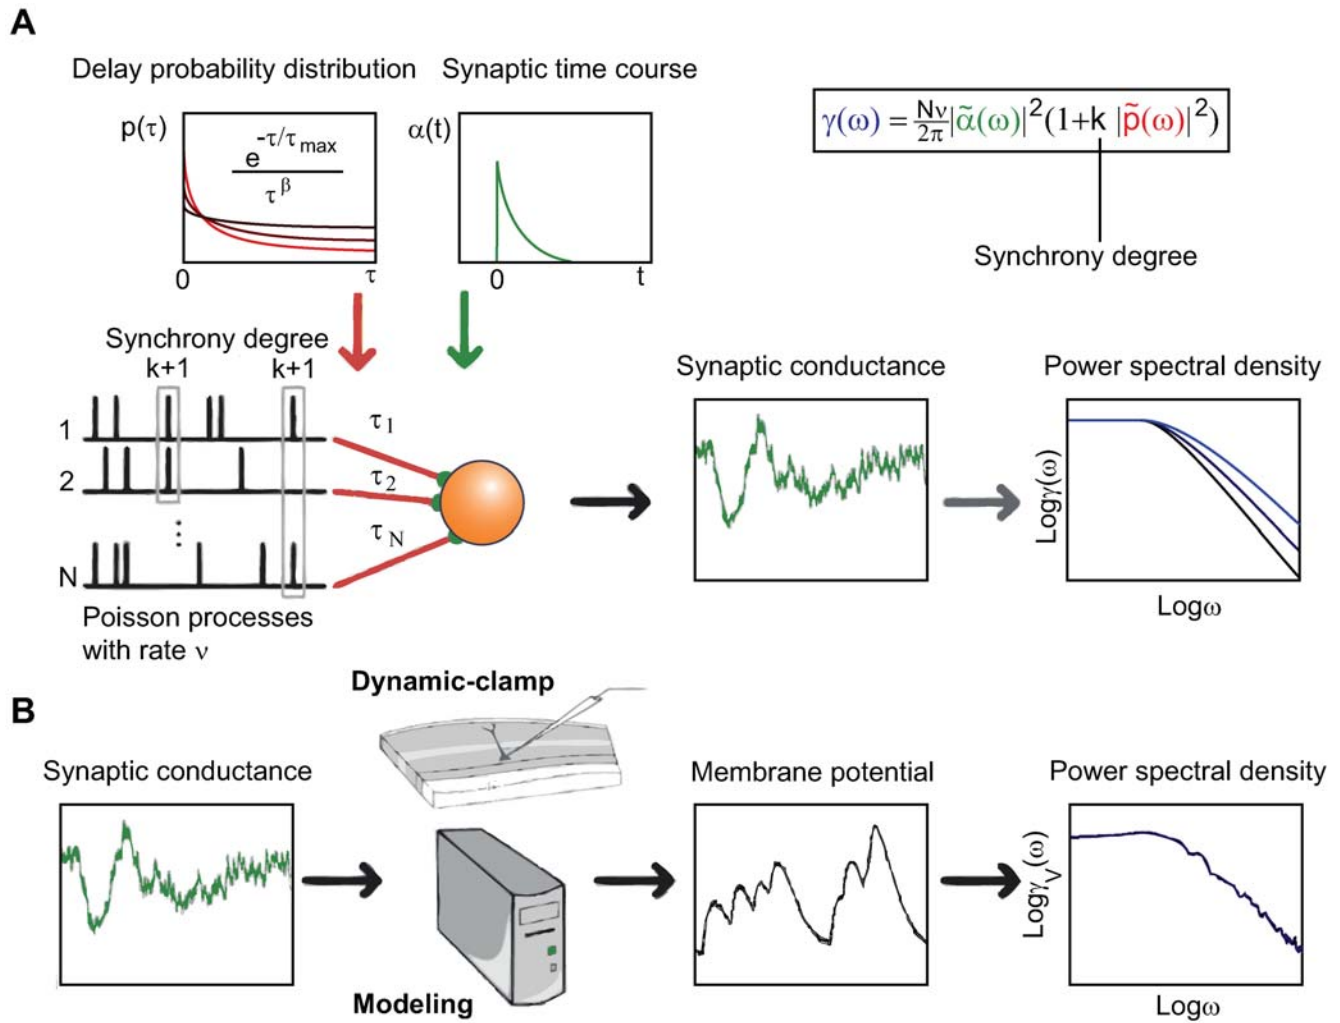 A
Delay probability distribution
Synaptic time course
p(τ)
e^-τ/τmax
τ^β
0
τ
α(t)
0
t
γ(ω) = Nν/2π |α̃(ω)|²(1+k |p̃(ω)|²)
Synchrony degree
Synchrony degree
k+1
k+1
1
2
⋮
N
τ1
τ2
τN
Poisson processes
with rate ν
Synaptic conductance
Power spectral density
Logγ(ω)
Logω
B
Dynamic-clamp
Synaptic conductance
Modeling
Membrane potential
Power spectral density
LogγV(ω)
Logω